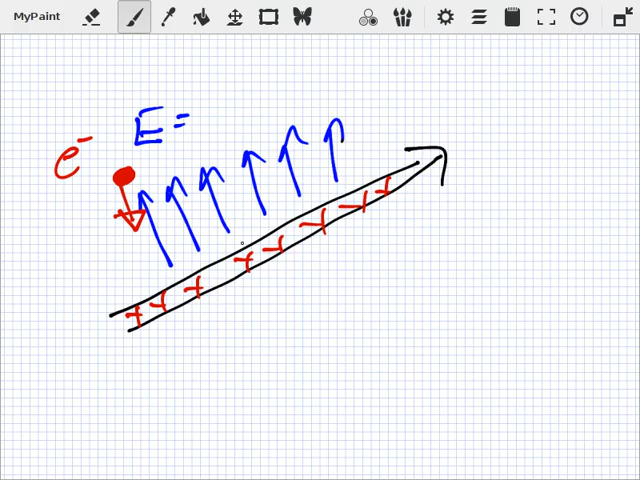 MyPaint
E =
e⁻
+ + + + + + + +